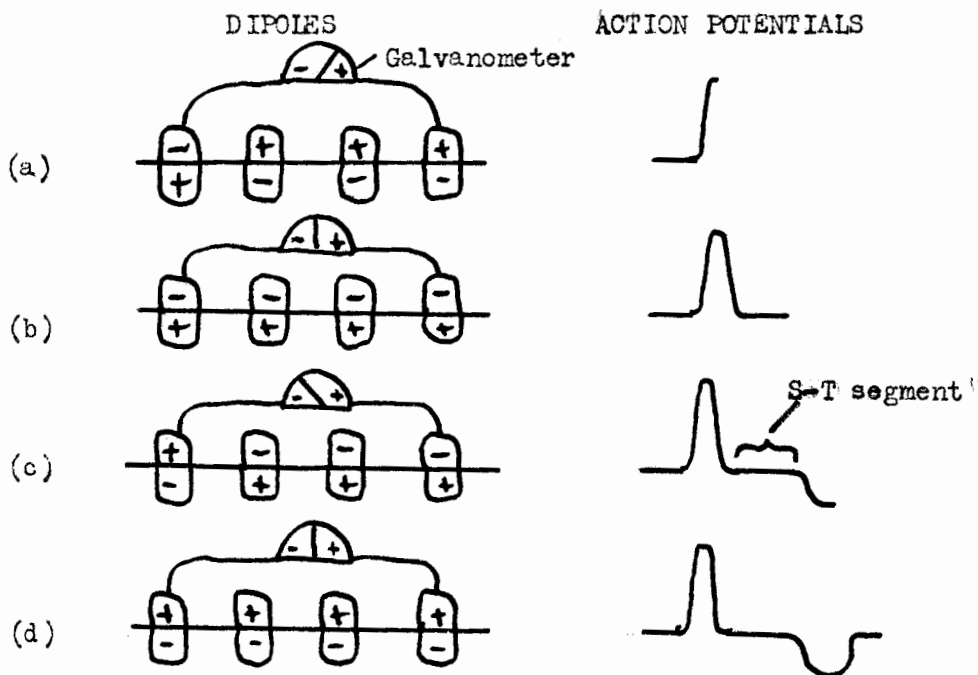 DIPOLES ACTION POTENTIALS
- + Galvanometer
- + + +
(a)
+ - - -
- +
- - - -
(b)
+ + + +
- + S-T segment
+ - - -
(c)
- + + +
- +
+ + + +
(d)
- - - -